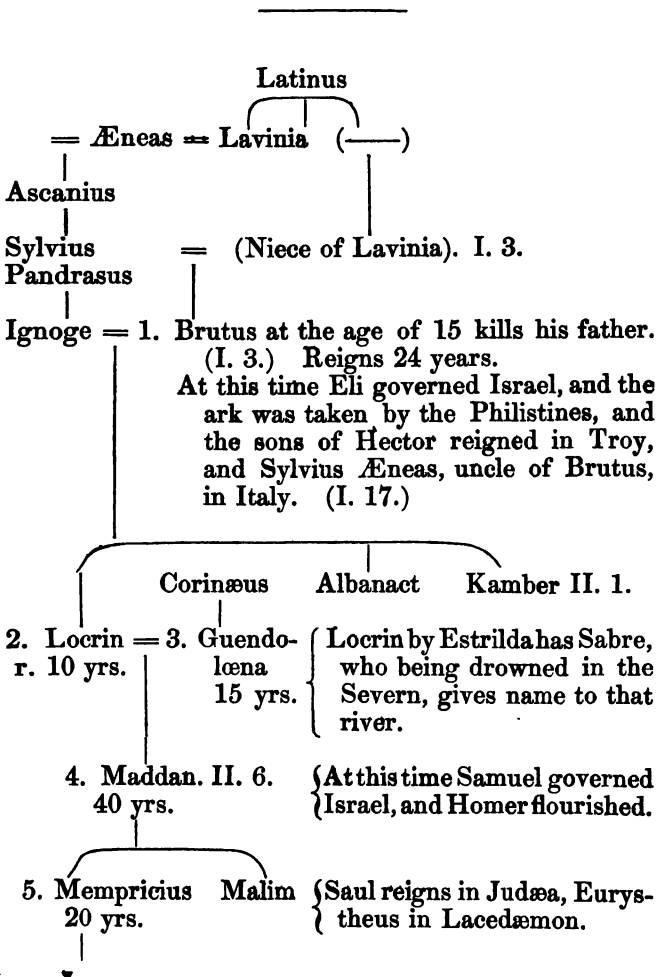 Latinus
= Æneas = Lavinia (——)
Ascanius
Sylvius = (Niece of Lavinia). I. 3.
Pandrasus
Ignoge = 1. Brutus at the age of 15 kills his father.
(I. 3.) Reigns 24 years.
At this time Eli governed Israel, and the
ark was taken by the Philistines, and
the sons of Hector reigned in Troy,
and Sylvius Æneas, uncle of Brutus,
in Italy. (I. 17.)
Corinæus Albanact Kamber II. 1.
2. Locrin = 3. Guendo- { Locrin by Estrilda has Sabre,
r. 10 yrs. lœna who being drowned in the
15 yrs. Severn, gives name to that
river.
4. Maddan. II. 6. { At this time Samuel governed
40 yrs. Israel, and Homer flourished.
5. Mempricius Malim { Saul reigns in Judæa, Eurys-
20 yrs. theus in Lacedæmon.